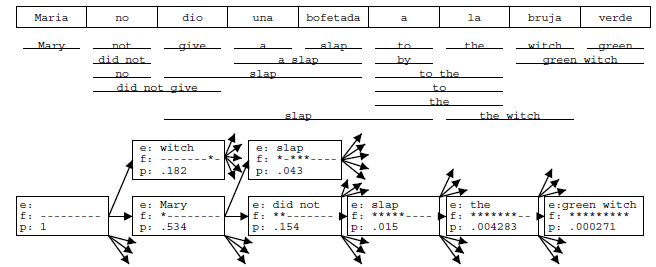 Maria no dio una bofetada a la bruja verde
Mary not give a slap to the witch green
did not a slap by green witch
no slap to the
did not give to
the
slap the witch
e: witch e: slap
f: -------*- f: *-***----
p: .182 p: .043
e: e: Mary e: did not e: slap e: the e:green witch
f: --------- f: *-------- f: **------- f: *****---- f: *******-- f: *********
p: 1 p: .534 p: .154 p: .015 p: .004283 p: .000271